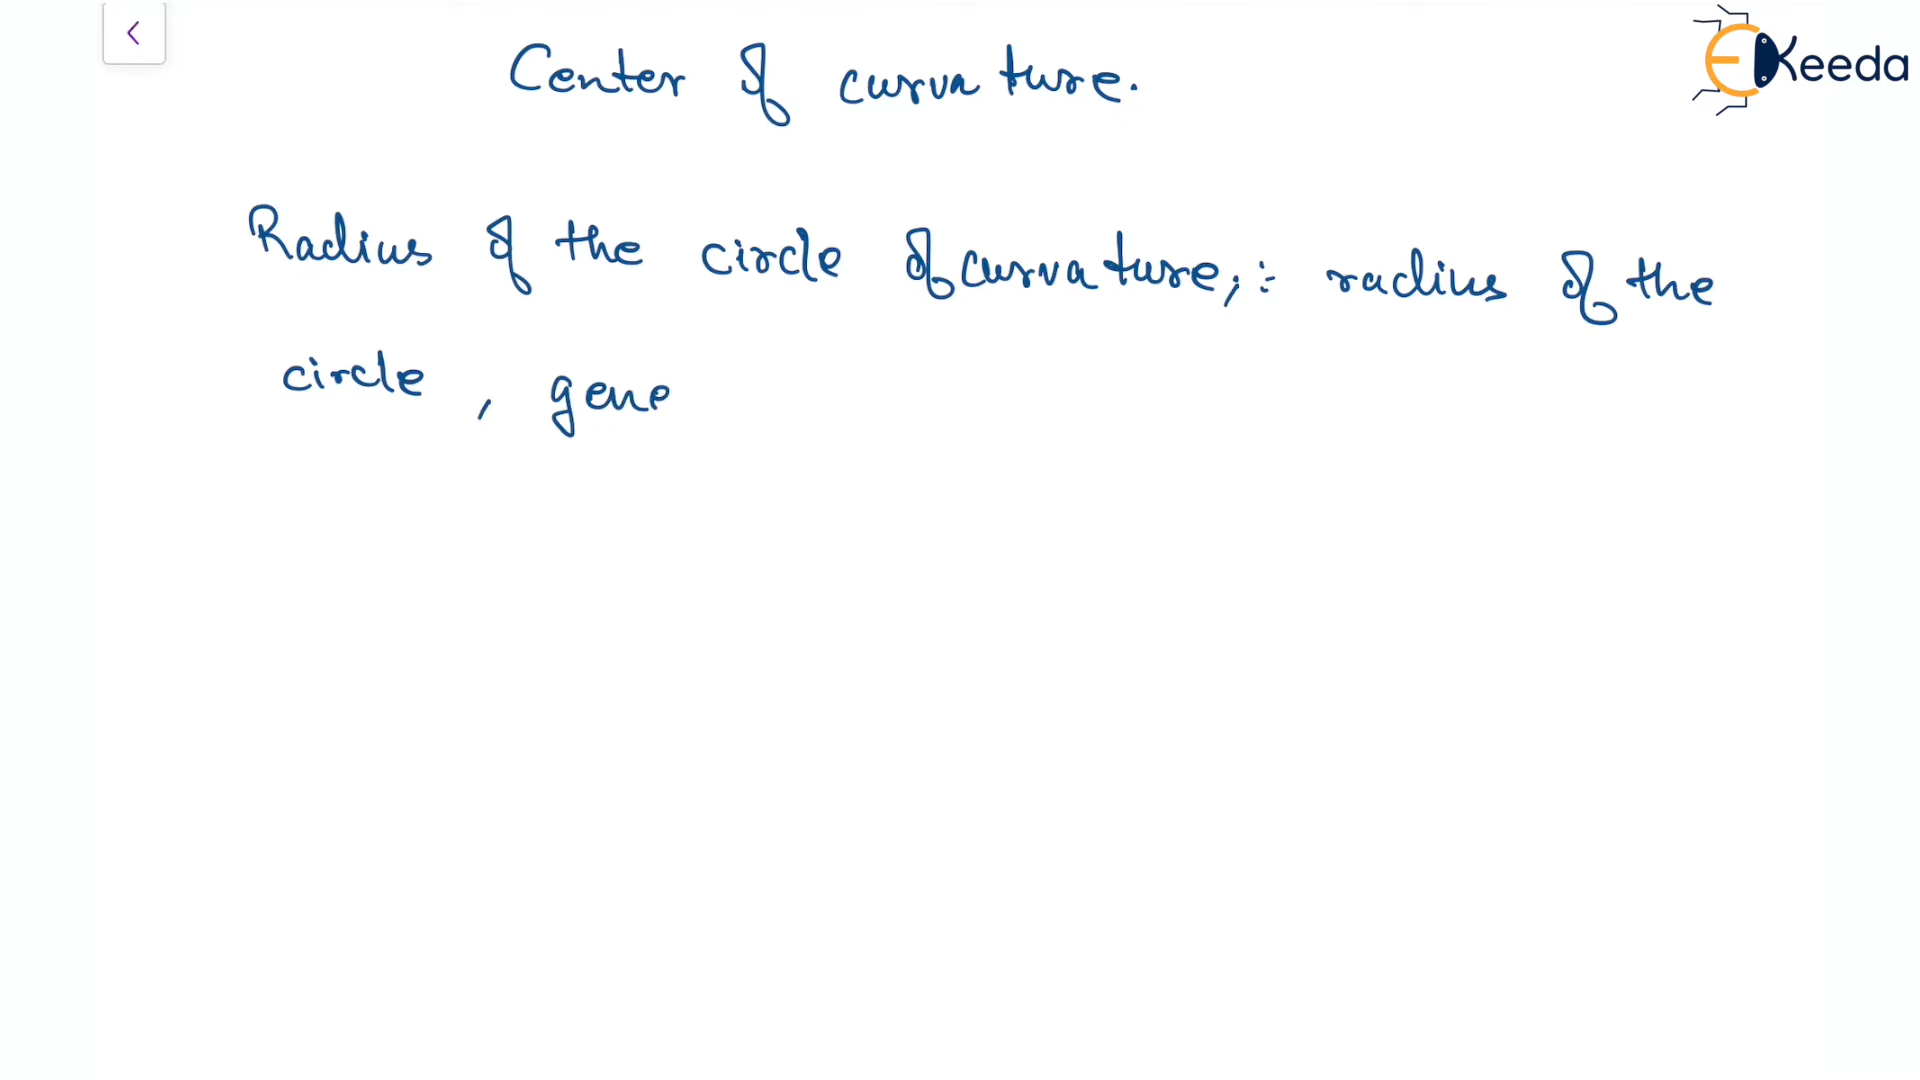 Center of curvature.
EKeeda
Radius of the circle of curvature, :- radius of the
circle, gene